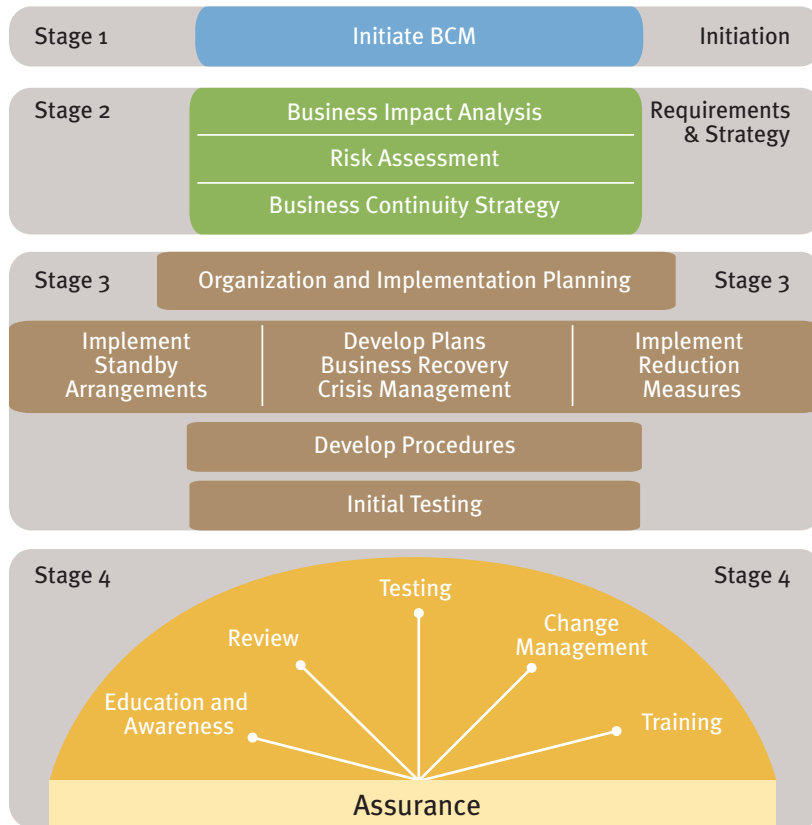 Stage 1
Initiate BCM
Initiation
Stage 2
Business Impact Analysis
Risk Assessment
Business Continuity Strategy
Requirements
& Strategy
Stage 3
Organization and Implementation Planning
Stage 3
Implement
Standby
Arrangements
Develop Plans
Business Recovery
Crisis Management
Implement
Reduction
Measures
Develop Procedures
Initial Testing
Stage 4
Stage 4
Education and
Awareness
Review
Testing
Change
Management
Training
Assurance